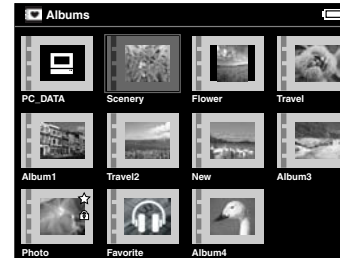 Albums
PC_DATA Scenery Flower Travel
Album1 Travel2 New Album3
Photo Favorite Album4